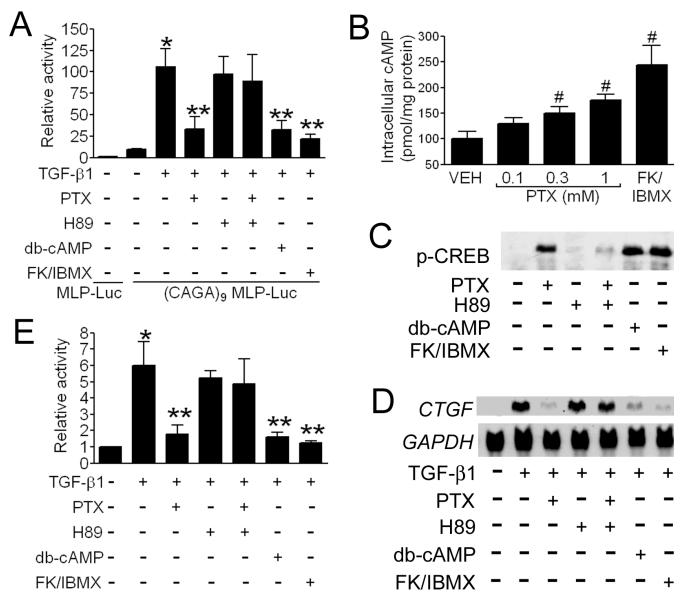 A
Relative activity
150
125
100
75
50
25
0
*
**
**
**
TGF-β1 - - + + + + + +
PTX - - - + - + - -
H89 - - - - + + - -
db-cAMP - - - - - - + -
FK/IBMX - - - - - - - +
MLP-Luc (CAGA)9 MLP-Luc
B
Intracellular cAMP
(pmol/mg protein)
300
250
200
150
100
50
#
#
#
VEH 0.1 0.3 1 FK/
PTX (mM) IBMX
C
p-CREB
PTX - + - + - -
H89 - - + + - -
db-cAMP - - - - + -
FK/IBMX - - - - - +
E
Relative activity
8
7
6
5
4
3
2
1
0
*
**
**
**
TGF-β1 - + + + + + +
PTX - - + - + - -
H89 - - - + + - -
db-cAMP - - - - - + -
FK/IBMX - - - - - - +
D
CTGF
GAPDH
TGF-β1 - + + + + + +
PTX - - + - + - -
H89 - - - + + - -
db-cAMP - - - - - + -
FK/IBMX - - - - - - +